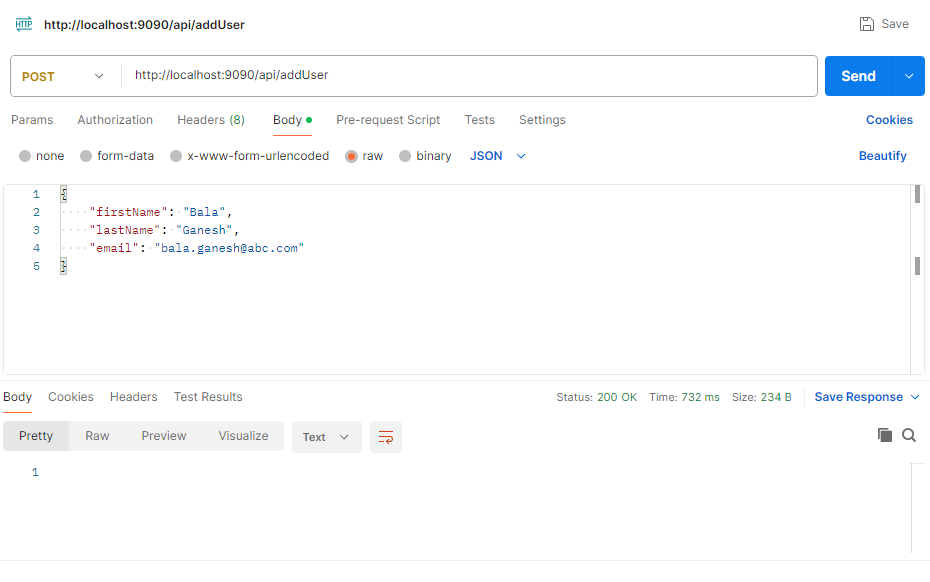 HTTP http://localhost:9090/api/addUser Save
POST http://localhost:9090/api/addUser Send
Params Authorization Headers (8) Body Pre-request Script Tests Settings Cookies
none form-data x-www-form-urlencoded raw binary JSON Beautify
1 {
2 "firstName": "Bala",
3 "lastName": "Ganesh",
4 "email": "bala.ganesh@abc.com"
5 }
Body Cookies Headers Test Results Status: 200 OK Time: 732 ms Size: 234 B Save Response
Pretty Raw Preview Visualize Text
1